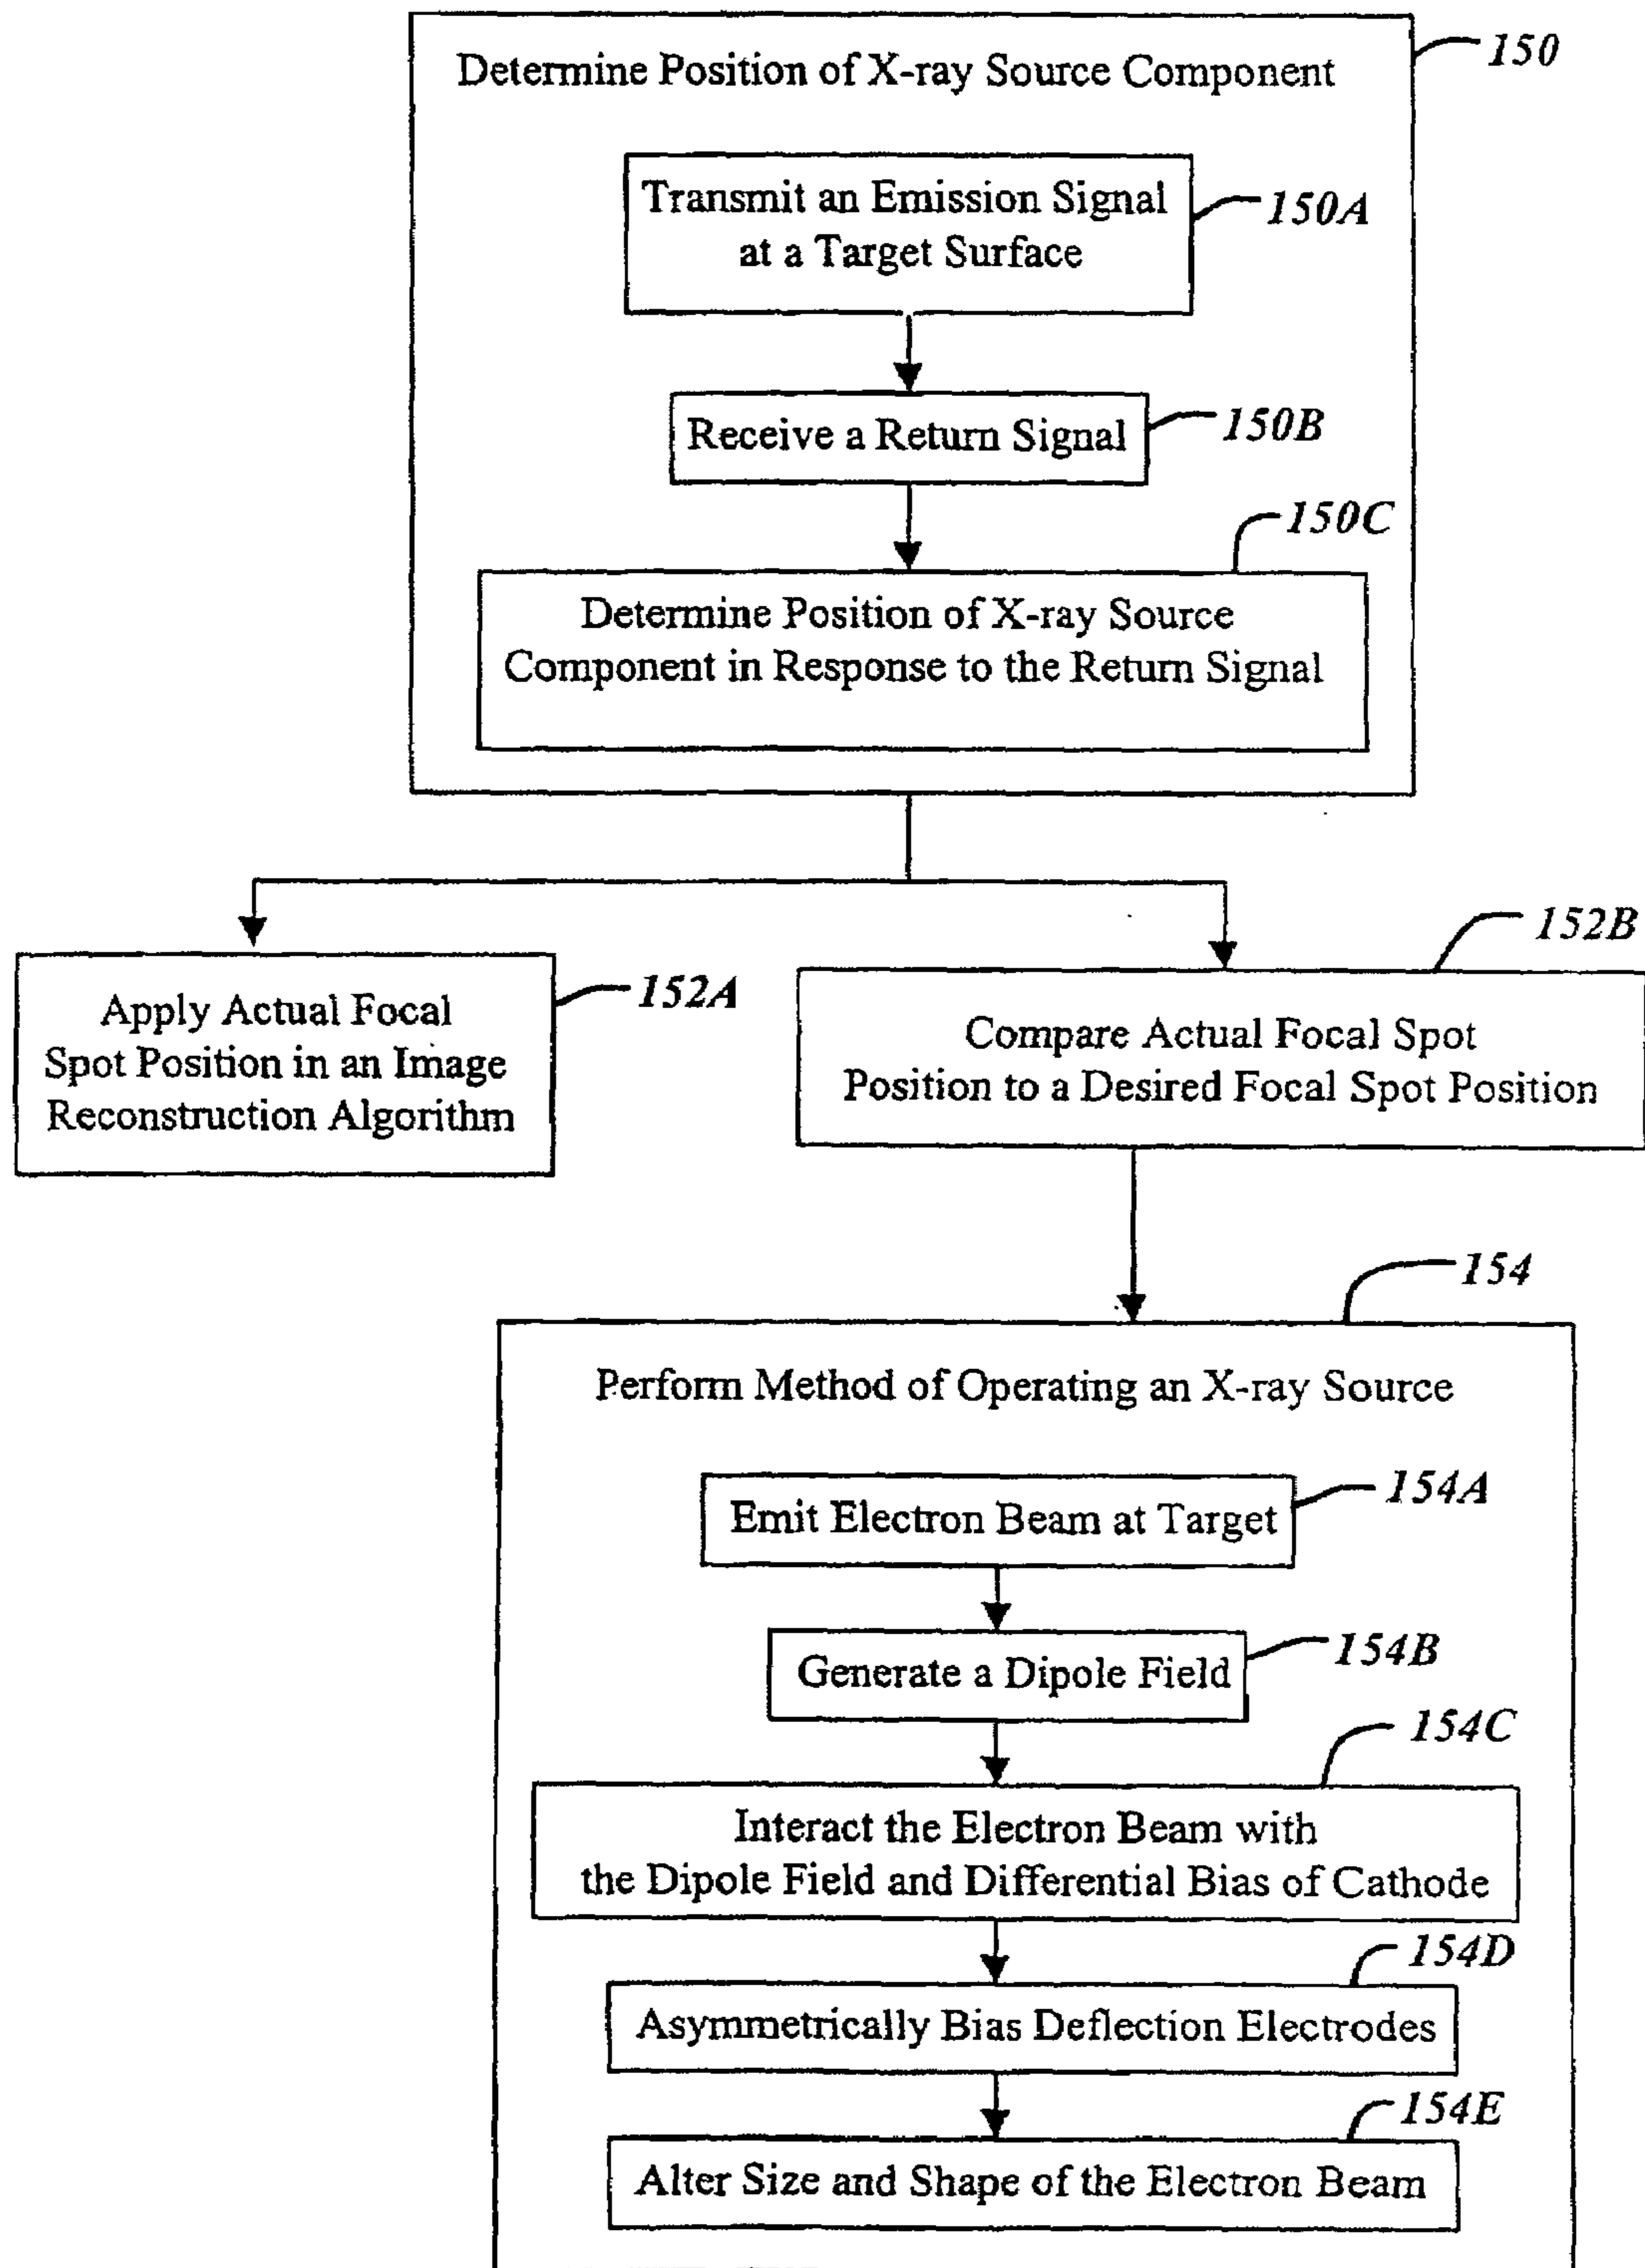 Determine Position of X-ray Source Component
150
Transmit an Emission Signal
at a Target Surface
150A
Receive a Return Signal
150B
150C
Determine Position of X-ray Source
Component in Response to the Return Signal
152A
Apply Actual Focal
Spot Position in an Image
Reconstruction Algorithm
152B
Compare Actual Focal Spot
Position to a Desired Focal Spot Position
154
Perform Method of Operating an X-ray Source
154A
Emit Electron Beam at Target
154B
Generate a Dipole Field
154C
Interact the Electron Beam with
the Dipole Field and Differential Bias of Cathode
154D
Asymmetrically Bias Deflection Electrodes
154E
Alter Size and Shape of the Electron Beam